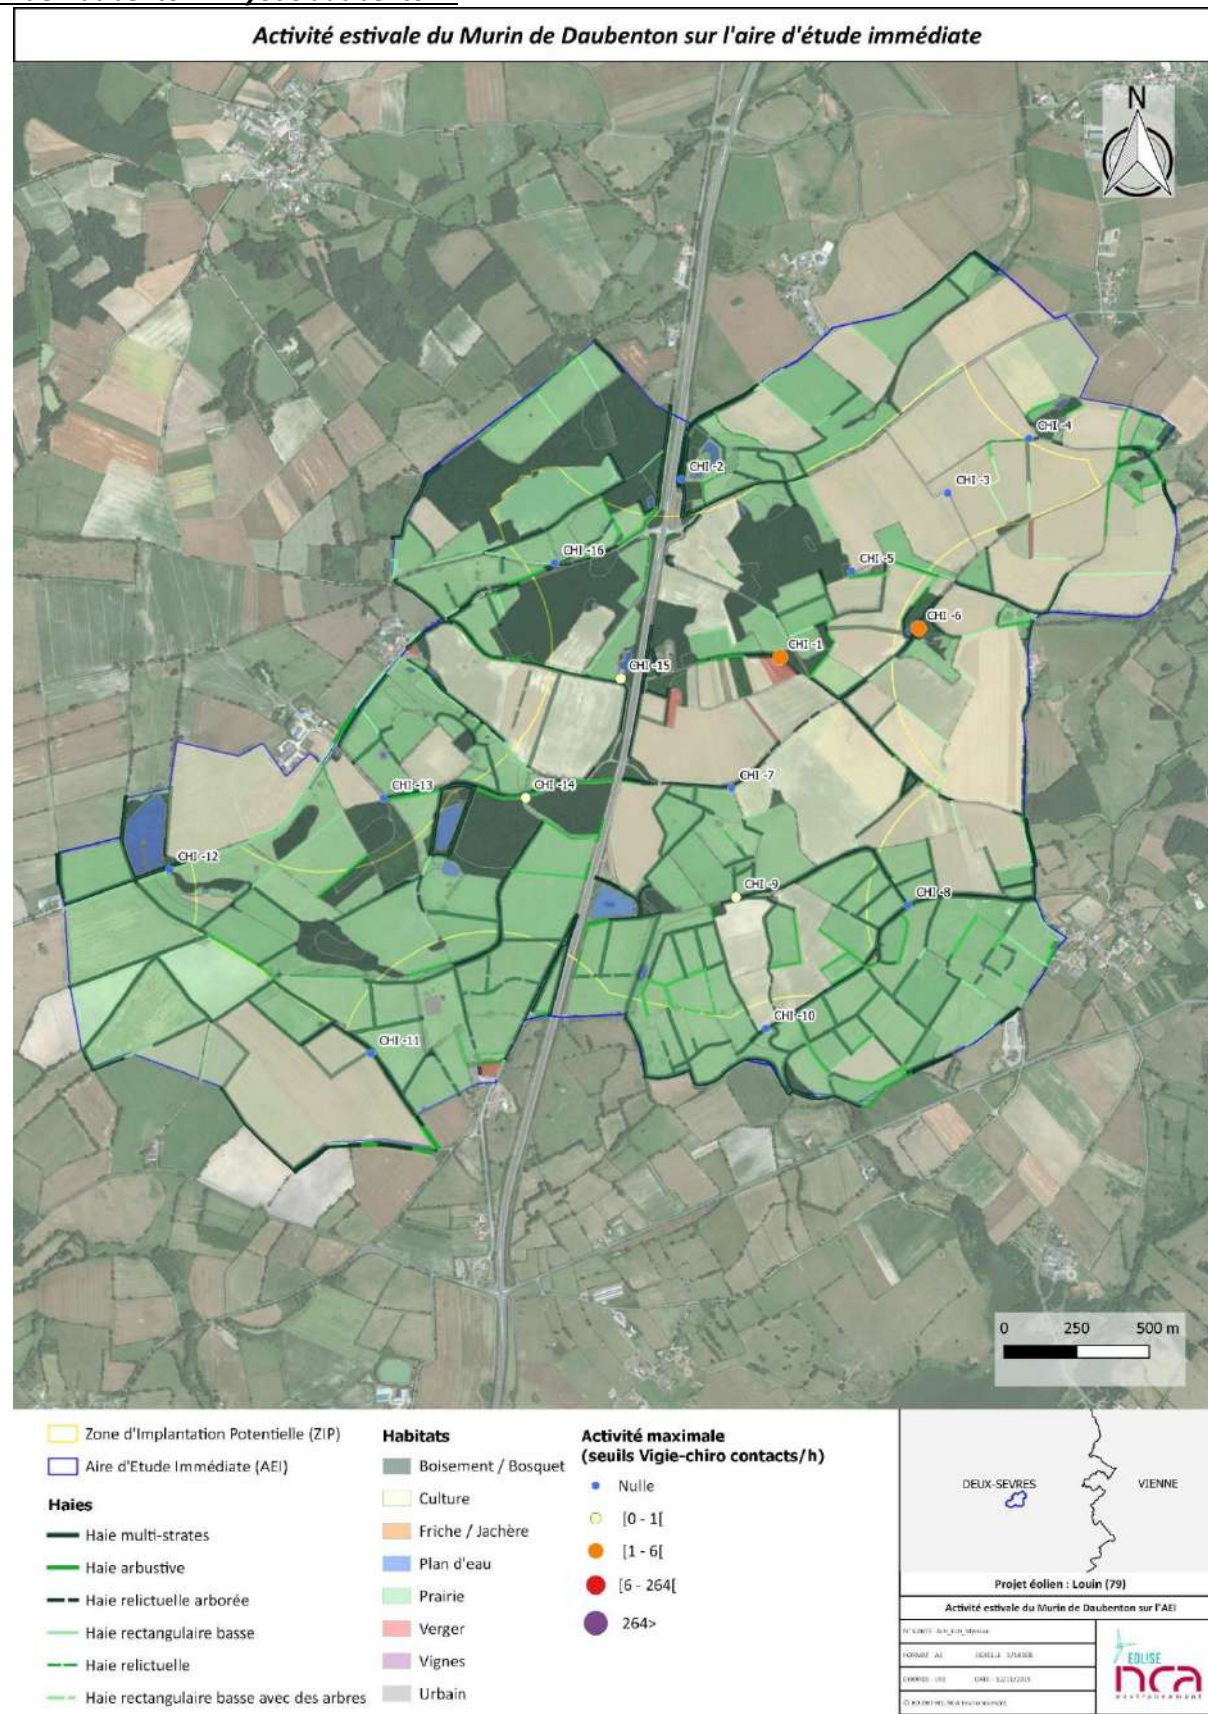 Activité estivale du Murin de Daubenton sur l'aire d'étude immédiate
N
CHI -4
CHI -2
CHI -3
CHI -16
CHI -5
CHI -6
CHI -1
CHI -15
CHI -7
CHI -13
CHI -14
CHI -12
CHI -9
CHI -8
CHI -10
CHI -11
0 250 500 m
Zone d'Implantation Potentielle (ZIP)
Aire d'Etude Immédiate (AEI)
Haies
Haie multi-strates
Haie arbustive
Haie relictuelle arborée
Haie rectangulaire basse
Haie relictuelle
Haie rectangulaire basse avec des arbres
Habitats
Boisement / Bosquet
Culture
Friche / Jachère
Plan d'eau
Prairie
Verger
Vignes
Urbain
Activité maximale
(seuils Vigie-chiro contacts/h)
Nulle
[0 - 1[
[1 - 6[
[6 - 264[
264>
DEUX-SEVRES
VIENNE
Projet éolien : Louin (79)
Activité estivale du Murin de Daubenton sur l'AEI
EOLISE
nca
environnement